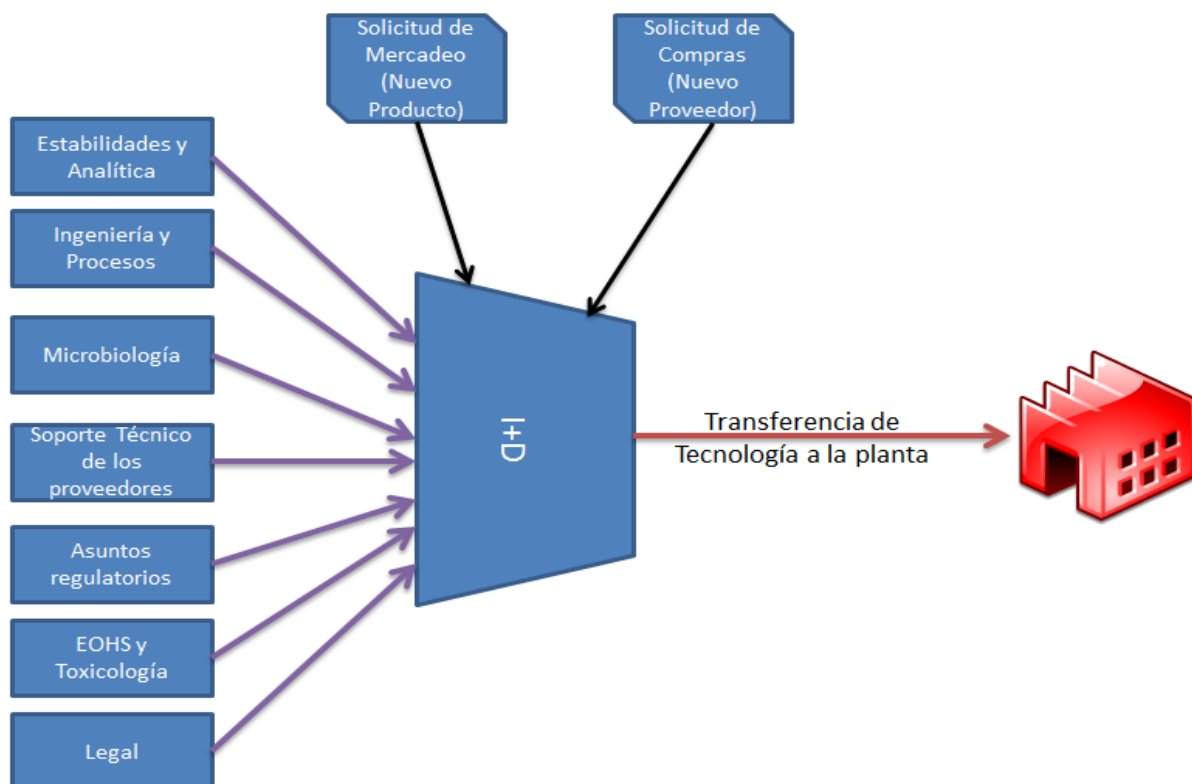 Solicitud de
Mercadeo
(Nuevo
Producto)
Solicitud de
Compras
(Nuevo
Proveedor)
Estabilidades y
Analítica
Ingeniería y
Procesos
Microbiología
Soporte Técnico
de los
proveedores
Asuntos
regulatorios
EOHS y
Toxicología
Legal
I+D
Transferencia de
Tecnología a la planta